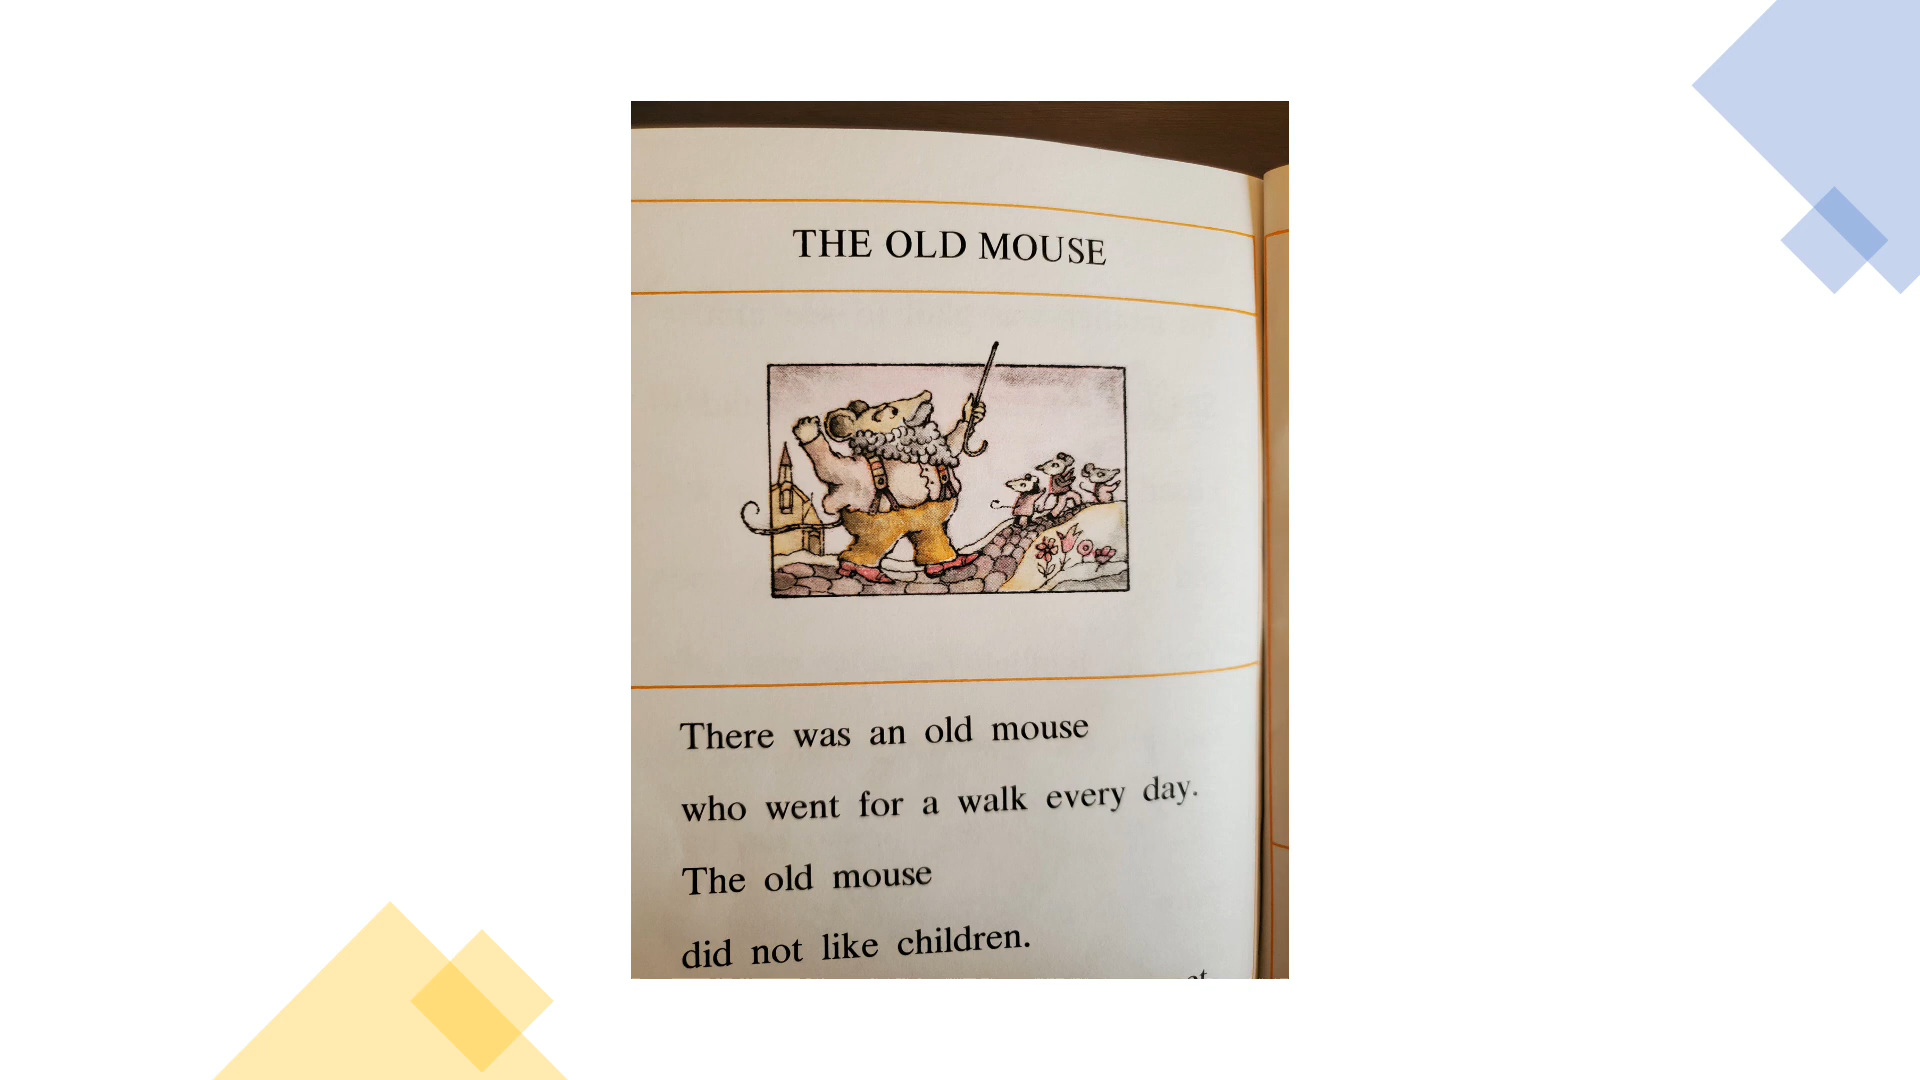 THE OLD MOUSE
There was an old mouse
who went for a walk every day.
The old mouse
did not like children.